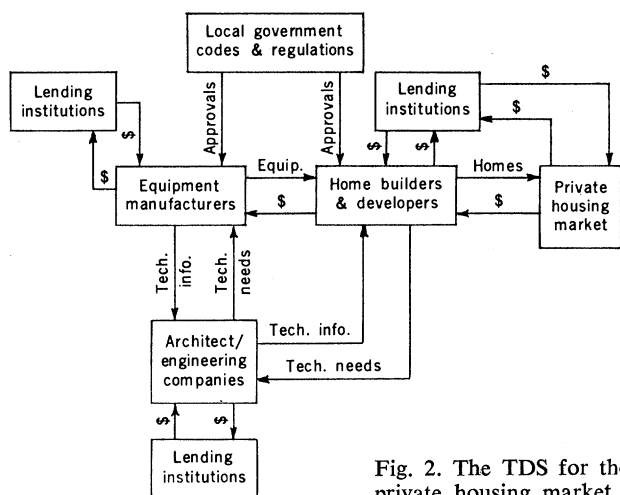 Local government
codes & regulations
Lending
institutions
$
$
Approvals
Approvals
Lending
institutions
$
$
$
$
Equipment
manufacturers
Equip.
$
Home builders
& developers
Homes
$
Private
housing
market
Tech.
info.
Tech.
needs
Architect/
engineering
companies
Tech. info.
Tech. needs
$
$
Lending
institutions
Fig. 2. The TDS for the
private housing market